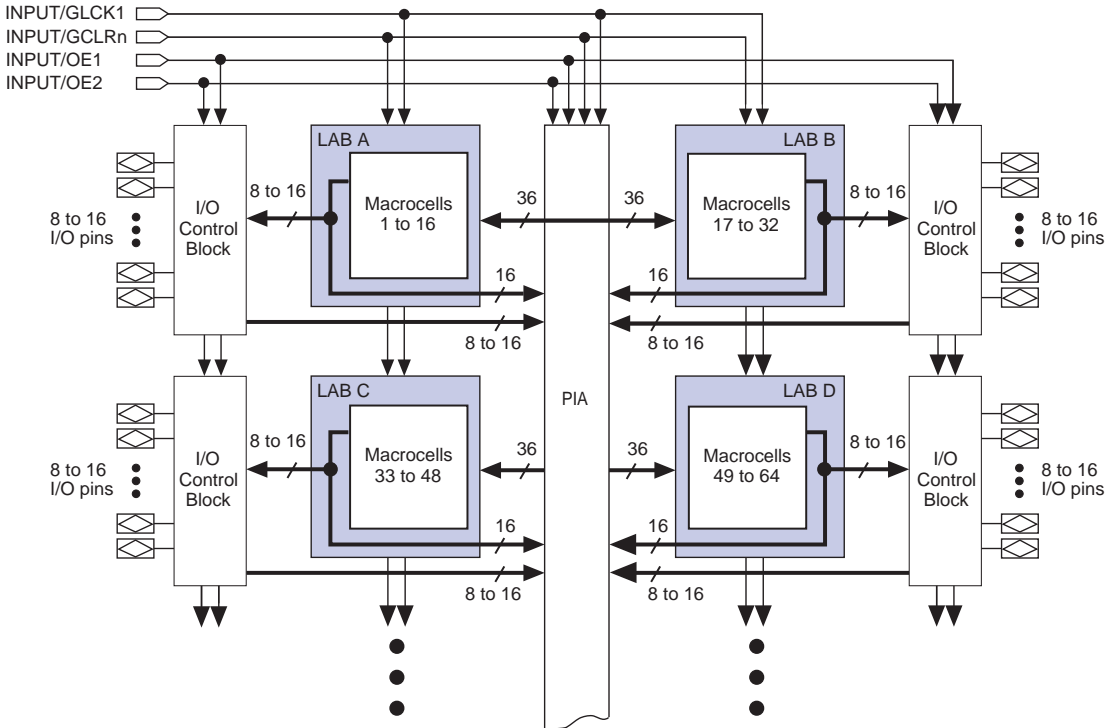 INPUT/GLCK1
INPUT/GCLRn
INPUT/OE1
INPUT/OE2
LAB A
LAB B
8 to 16
I/O pins
I/O
Control
Block
8 to 16
Macrocells
1 to 16
36
36
Macrocells
17 to 32
8 to 16
I/O
Control
Block
8 to 16
I/O pins
16
16
8 to 16
8 to 16
LAB C
PIA
LAB D
8 to 16
I/O pins
I/O
Control
Block
8 to 16
Macrocells
33 to 48
36
36
Macrocells
49 to 64
8 to 16
I/O
Control
Block
8 to 16
I/O pins
16
16
8 to 16
8 to 16